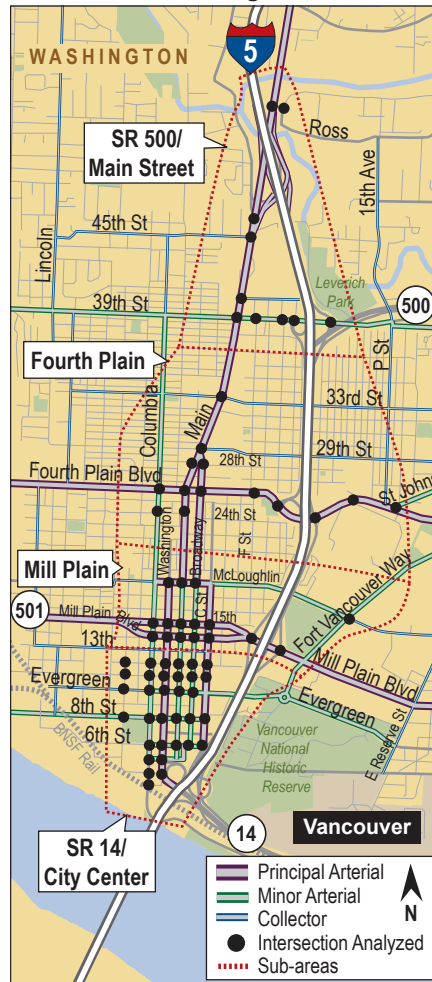 WASHINGTON
5
Ross
SR 500/
Main Street
15th Ave
45th St
Lincoln
Leverich
Park
39th St
500
P St
Fourth Plain
33rd St
Columbia
Main
29th St
28th St
Fourth Plain Blvd
St Johns
24th St
Washington
Broadway
F St
Mill Plain
McLoughlin
Fort Vancouver Way
501
C St
15th
Mill Plain Blvd
13th
Mill Plain Blvd
Evergreen
Evergreen
8th St
6th St
Vancouver
National
Historic
Reserve
E Reserve St
BNSF Rail
14
Vancouver
SR 14/
City Center
Principal Arterial
Minor Arterial
Collector
Intersection Analyzed
Sub-areas
N